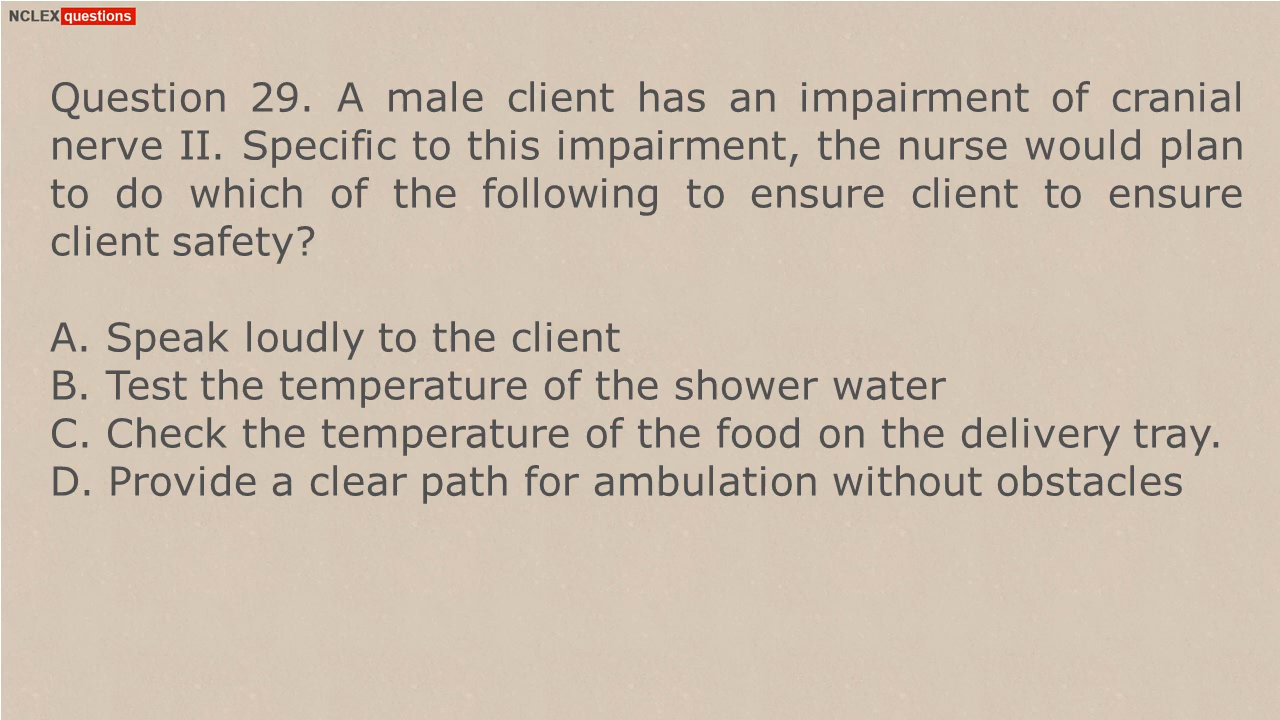 NCLEX questions
Question 29. A male client has an impairment of cranial
nerve II. Specific to this impairment, the nurse would plan
to do which of the following to ensure client to ensure
client safety?
A. Speak loudly to the client
B. Test the temperature of the shower water
C. Check the temperature of the food on the delivery tray.
D. Provide a clear path for ambulation without obstacles